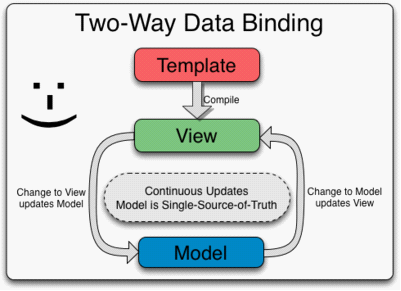 Two-Way Data Binding
Template
Compile
View
Continuous Updates
Model is Single-Source-of-Truth
Change to View
updates Model
Change to Model
updates View
Model